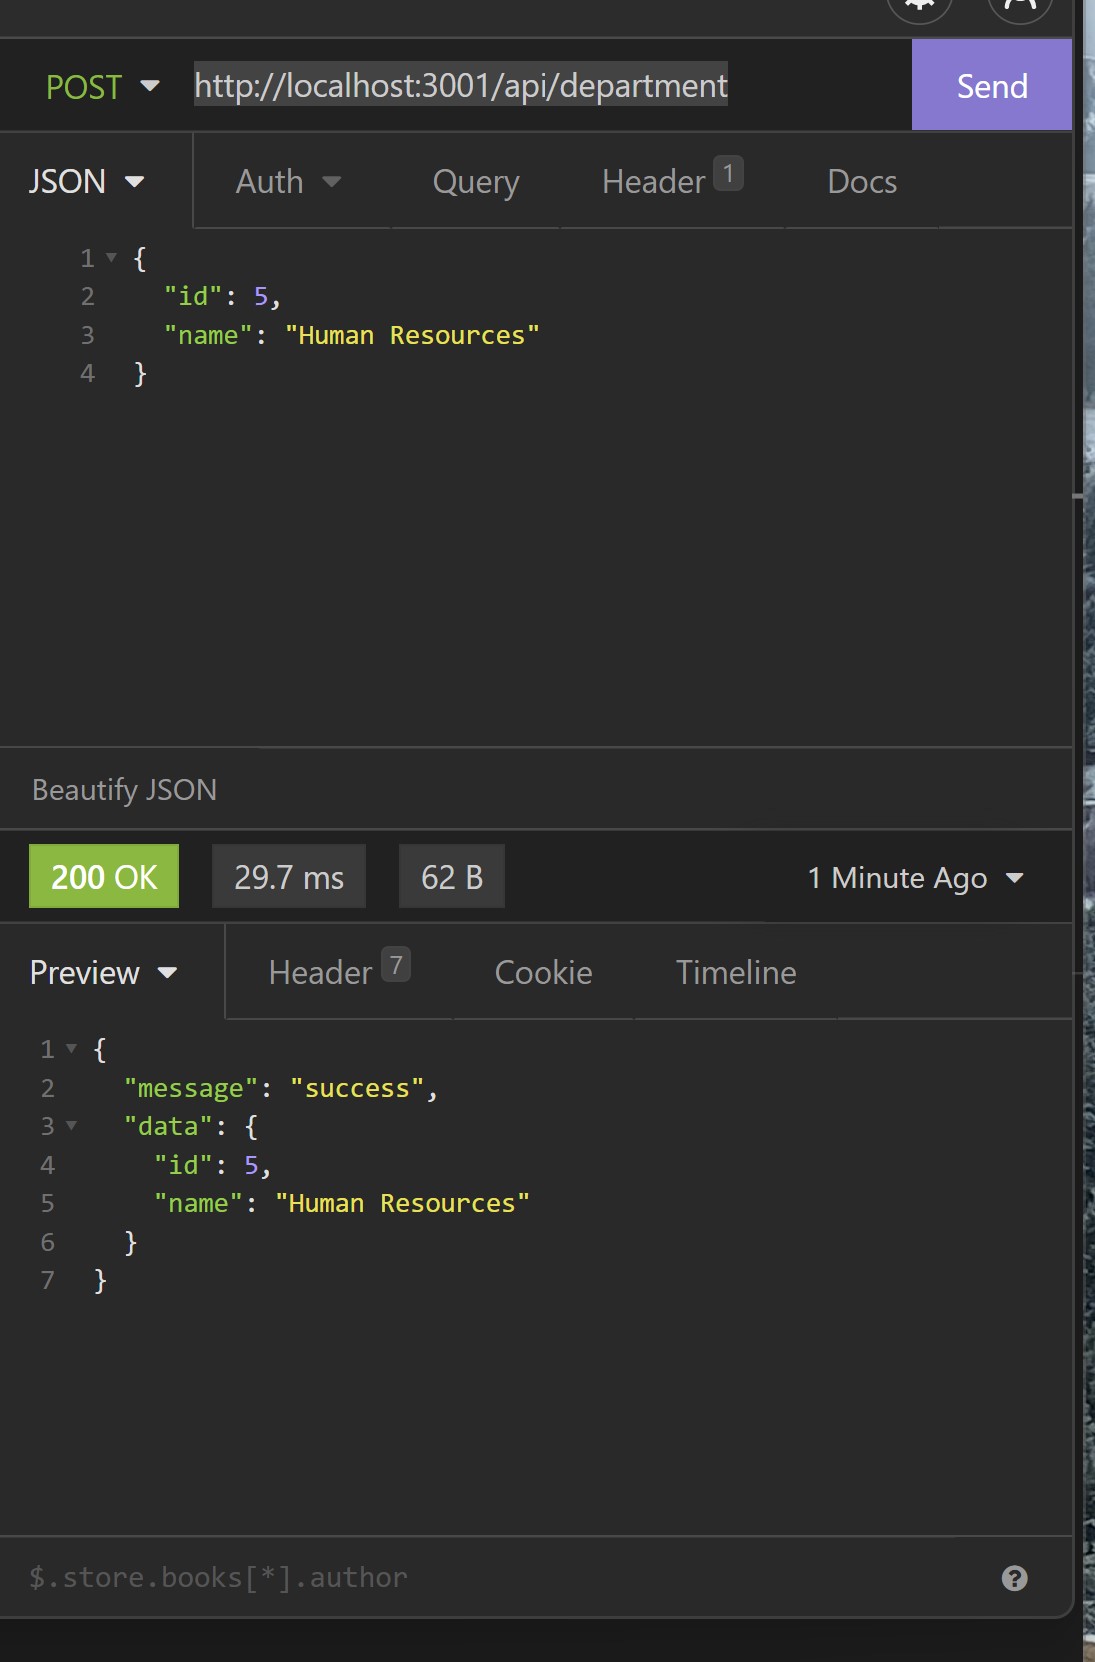 POST http://localhost:3001/api/department Send
JSON Auth Query Header 1 Docs
1 {
2 "id": 5,
3 "name": "Human Resources"
4 }
Beautify JSON
200 OK 29.7 ms 62 B 1 Minute Ago
Preview Header 7 Cookie Timeline
1 {
2 "message": "success",
3 "data": {
4 "id": 5,
5 "name": "Human Resources"
6 }
7 }
$.store.books[*].author ?